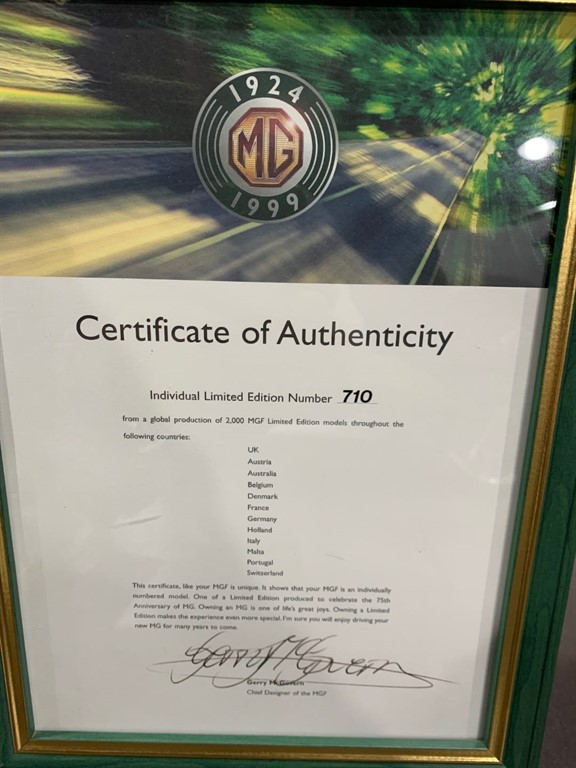 1924
MG
1999
Certificate of Authenticity
Individual Limited Edition Number 710
from a global production of 2,000 MGF Limited Edition models throughout the
following countries:
UK
Austria
Australia
Belgium
Denmark
France
Germany
Holland
Italy
Malta
Portugal
Switserland
This certificate, like your MGF is unique. It shows that your MGF is an individually
numbered model. One of a Limited Edition produced to celebrate the 75th
Anniversary of MG. Owning an MG is one of life's great joys. Owning a Limited
Edition makes the experience even more special. I'm sure you will enjoy driving your
new MG for many years to come.
Gerry McGovern
Gerry McGovern
Chief Designer of the MGF